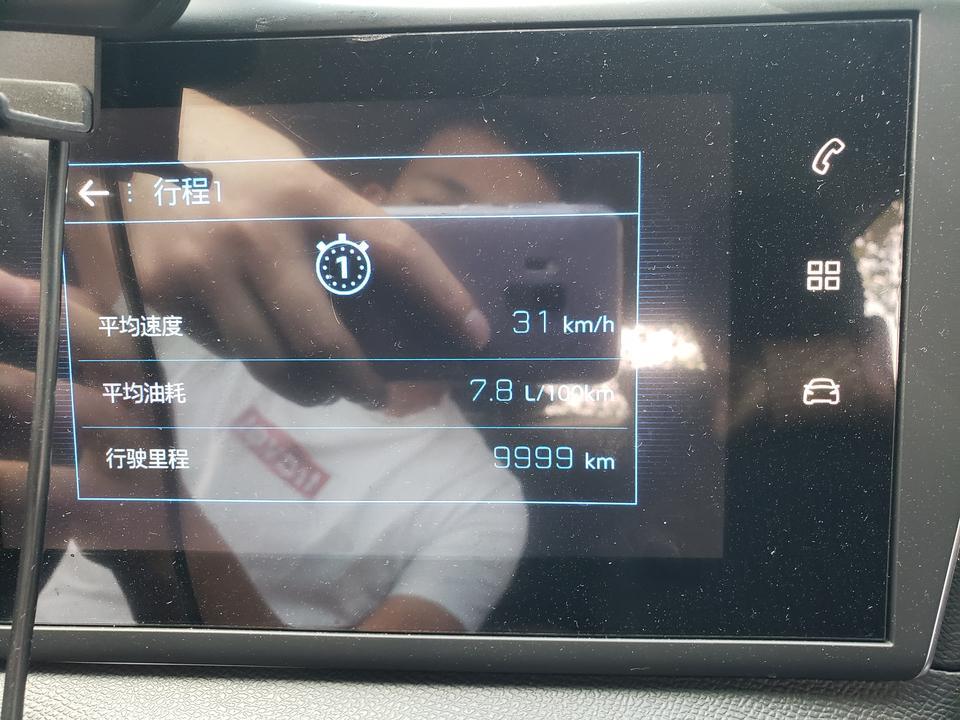 行程1
1
平均速度 31 km/h
平均油耗 7.8 L/100km
行驶里程 9999 km